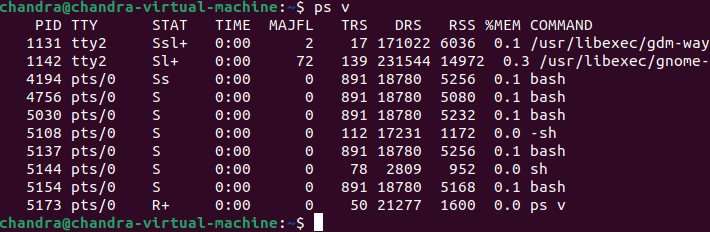 chandra@chandra-virtual-machine:~$ ps v
PID TTY STAT TIME MAJFL TRS DRS RSS %MEM COMMAND
1131 tty2 Ssl+ 0:00 2 17 171022 6036 0.1 /usr/libexec/gdm-way
1142 tty2 Sl+ 0:00 72 139 231544 14972 0.3 /usr/libexec/gnome-
4194 pts/0 Ss 0:00 0 891 18780 5256 0.1 bash
4756 pts/0 S 0:00 0 891 18780 5080 0.1 bash
5030 pts/0 S 0:00 0 891 18780 5232 0.1 bash
5108 pts/0 S 0:00 0 112 17231 1172 0.0 -sh
5137 pts/0 S 0:00 0 891 18780 5256 0.1 bash
5144 pts/0 S 0:00 0 78 2809 952 0.0 sh
5154 pts/0 S 0:00 0 891 18780 5168 0.1 bash
5173 pts/0 R+ 0:00 0 50 21277 1600 0.0 ps v
chandra@chandra-virtual-machine:~$